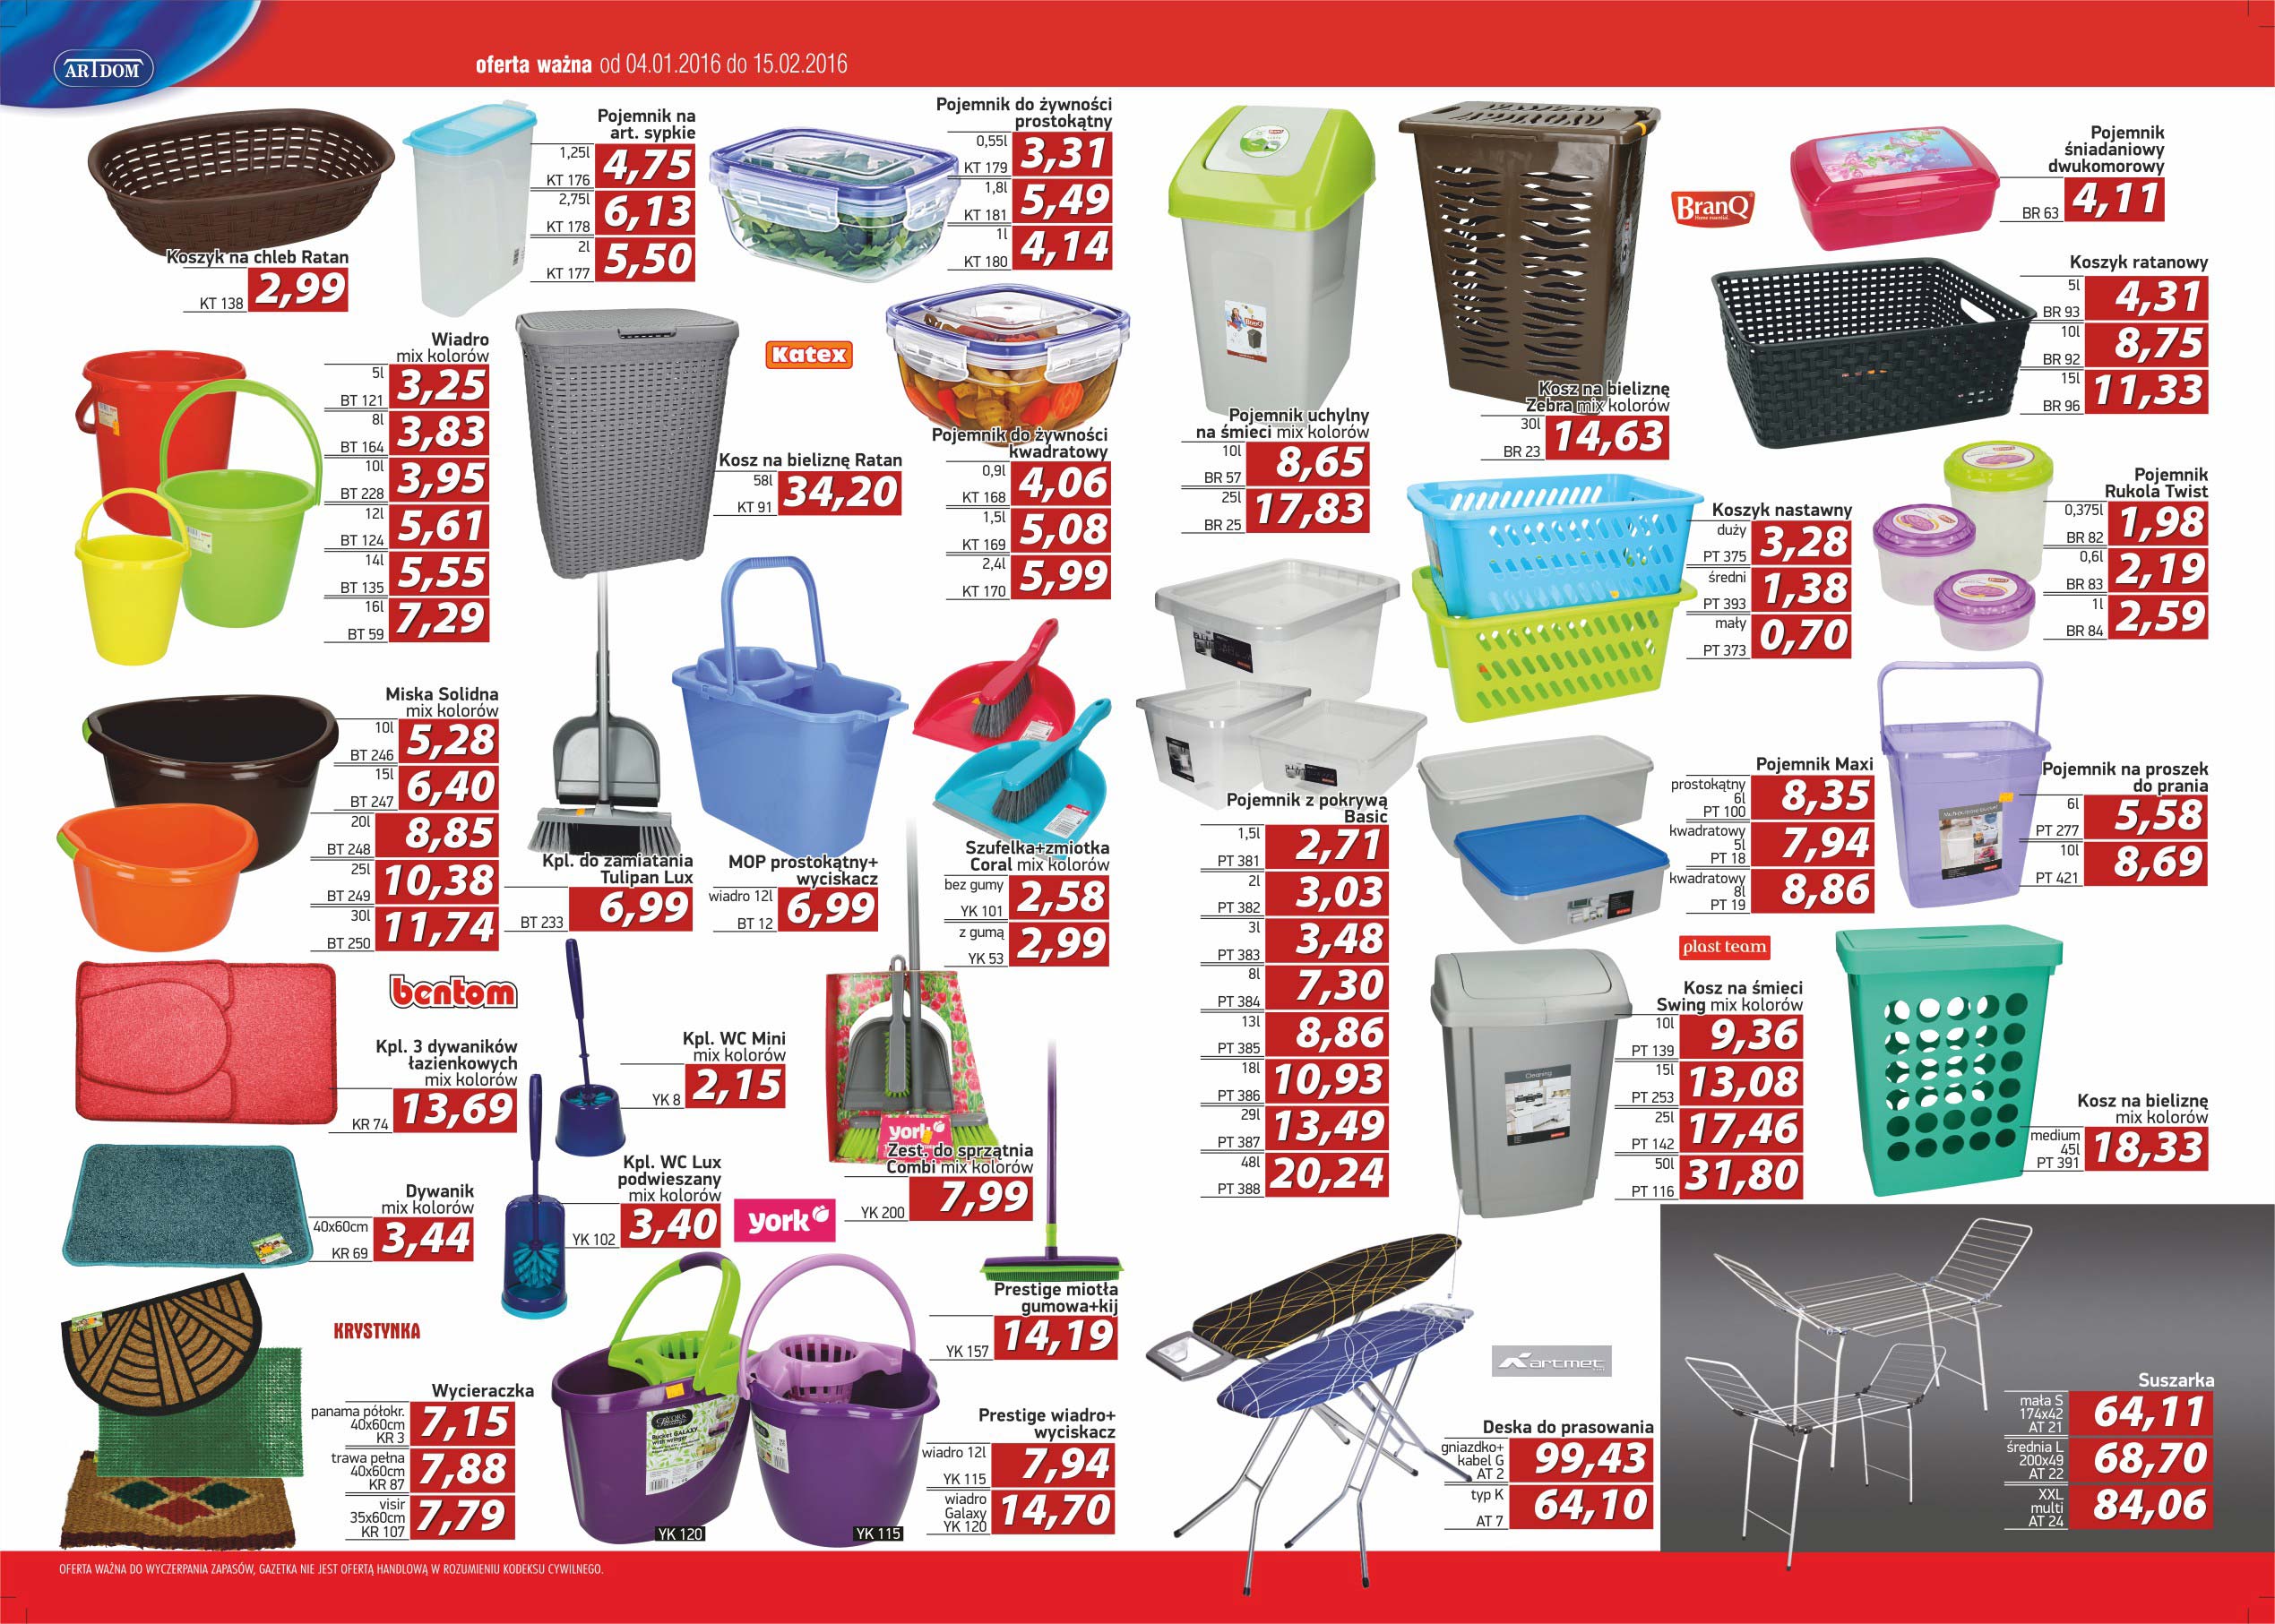 ARTDOM
oferta ważna od 04.01.2016 do 15.02.2016
Koszyk na chleb Ratan
KT 138 2,99
Pojemnik na
art. sypkie
1,25l
KT 176 4,75
2,75l
KT 178 6,13
2l
KT 177 5,50
Pojemnik do żywności
prostokątny
0,55l
KT 179 3,31
1,8l
KT 181 5,49
1l
KT 180 4,14
Wiadro
mix kolorów
5l
BT 121 3,25
8l
BT 164 3,83
10l
BT 228 3,95
12l
BT 124 5,61
14l
BT 135 5,55
16l
BT 59 7,29
Katex
Kosz na bieliznę Ratan
58l
KT 91 34,20
Pojemnik do żywności
kwadratowy
0,9l
KT 168 4,06
1,5l
KT 169 5,08
2,4l
KT 170 5,99
Miska Solidna
mix kolorów
10l
BT 246 5,28
15l
BT 247 6,40
20l
BT 248 8,85
25l
BT 249 10,38
30l
BT 250 11,74
Kpl. do zamiatania
Tulipan Lux
BT 233 6,99
MOP prostokątny+
wyciskacz
wiadro 12l
BT 12 6,99
Szufelka+zmiotka
Coral mix kolorów
bez gumy
YK 101 2,58
z gumą
YK 53 2,99
bentom
Kpl. 3 dywaników
łazienkowych
mix kolorów
KR 74 13,69
Kpl. WC Mini
mix kolorów
YK 8 2,15
york
Zest. do sprzątnia
Combi mix kolorów
YK 200 7,99
Dywanik
mix kolorów
40x60cm
KR 69 3,44
Kpl. WC Lux
podwieszany
mix kolorów
YK 102 3,40
york
Prestige miotła
gumowa+kij
YK 157 14,19
KRYSTYNKA
Wycieraczka
panama półokr.
40x60cm
KR 3 7,15
trawa pełna
40x60cm
KR 87 7,88
visir
35x60cm
KR 107 7,79
YORK
Bucket GALAXY
with wringer
YK 120
YK 115
Prestige wiadro+
wyciskacz
wiadro 12l
YK 115 7,94
wiadro
Galaxy
YK 120 14,70
BranQ
Pojemnik uchylny
na śmieci mix kolorów
10l
BR 57 8,65
25l
BR 25 17,83
Kosz na bieliznę
Zebra mix kolorów
30l
BR 23 14,63
BranQ
Home essential.
Pojemnik
śniadaniowy
dwukomorowy
BR 63 4,11
Koszyk ratanowy
5l
BR 93 4,31
10l
BR 92 8,75
15l
BR 96 11,33
Koszyk nastawny
duży
PT 375 3,28
średni
PT 393 1,38
mały
PT 373 0,70
Pojemnik
Rukola Twist
0,375l
BR 82 1,98
0,6l
BR 83 2,19
1l
BR 84 2,59
Pojemnik z pokrywą
Basic
1,5l
PT 381 2,71
2l
PT 382 3,03
3l
PT 383 3,48
8l
PT 384 7,30
13l
PT 385 8,86
18l
PT 386 10,93
29l
PT 387 13,49
48l
PT 388 20,24
Pojemnik Maxi
prostokątny
6l
PT 100 8,35
kwadratowy
5l
PT 18 7,94
kwadratowy
8l
PT 19 8,86
Pojemnik na proszek
do prania
6l
PT 277 5,58
10l
PT 421 8,69
plast team
Cleaning
Kosz na śmieci
Swing mix kolorów
10l
PT 139 9,36
15l
PT 253 13,08
25l
PT 142 17,46
50l
PT 116 31,80
Kosz na bieliznę
mix kolorów
medium
45l
PT 391 18,33
artmet
Deska do prasowania
gniazdko+
kabel G
AT 2 99,43
typ K
AT 7 64,10
Suszarka
mała S
174x42
AT 21 64,11
średnia L
200x49
AT 22 68,70
XXL
multi
AT 24 84,06
OFERTA WAŻNA DO WYCZERPANIA ZAPASÓW, GAZETKA NIE JEST OFERTĄ HANDLOWĄ W ROZUMIENIU KODEKSU CYWILNEGO.